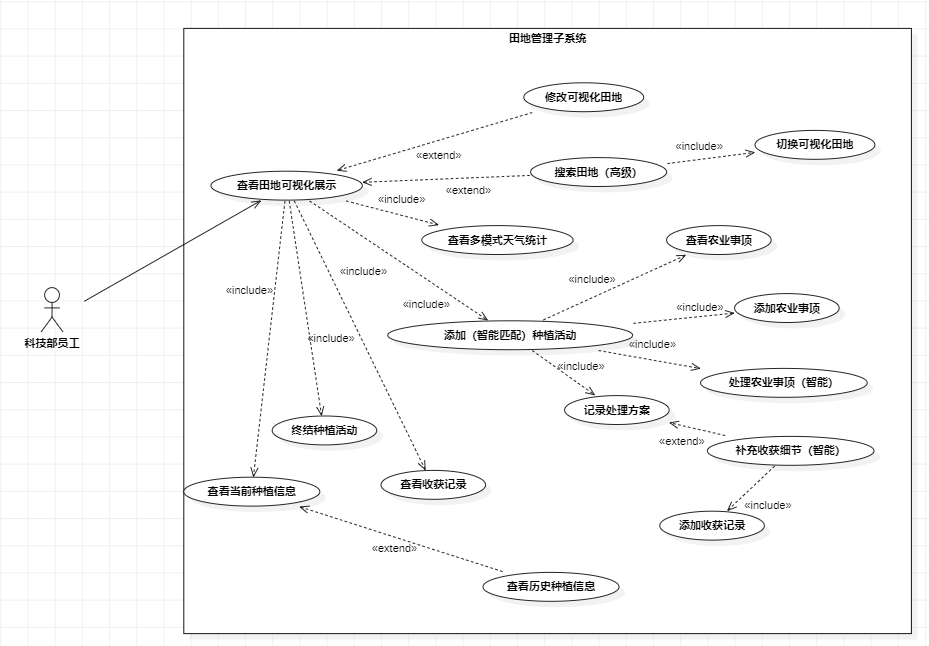 田地管理子系统
修改可视化田地
«extend»
切换可视化田地
«include»
搜索田地（高级）
«extend»
查看田地可视化展示
«include»
查看多模式天气统计
查看农业事项
«include»
«include»
«include»
«include»
添加农业事项
«include»
添加（智能匹配）种植活动
«include»
«include»
科技部员工
«include»
处理农业事项（智能）
记录处理方案
终结种植活动
«extend»
补充收获细节（智能）
查看当前种植信息
查看收获记录
«include»
添加收获记录
«extend»
查看历史种植信息